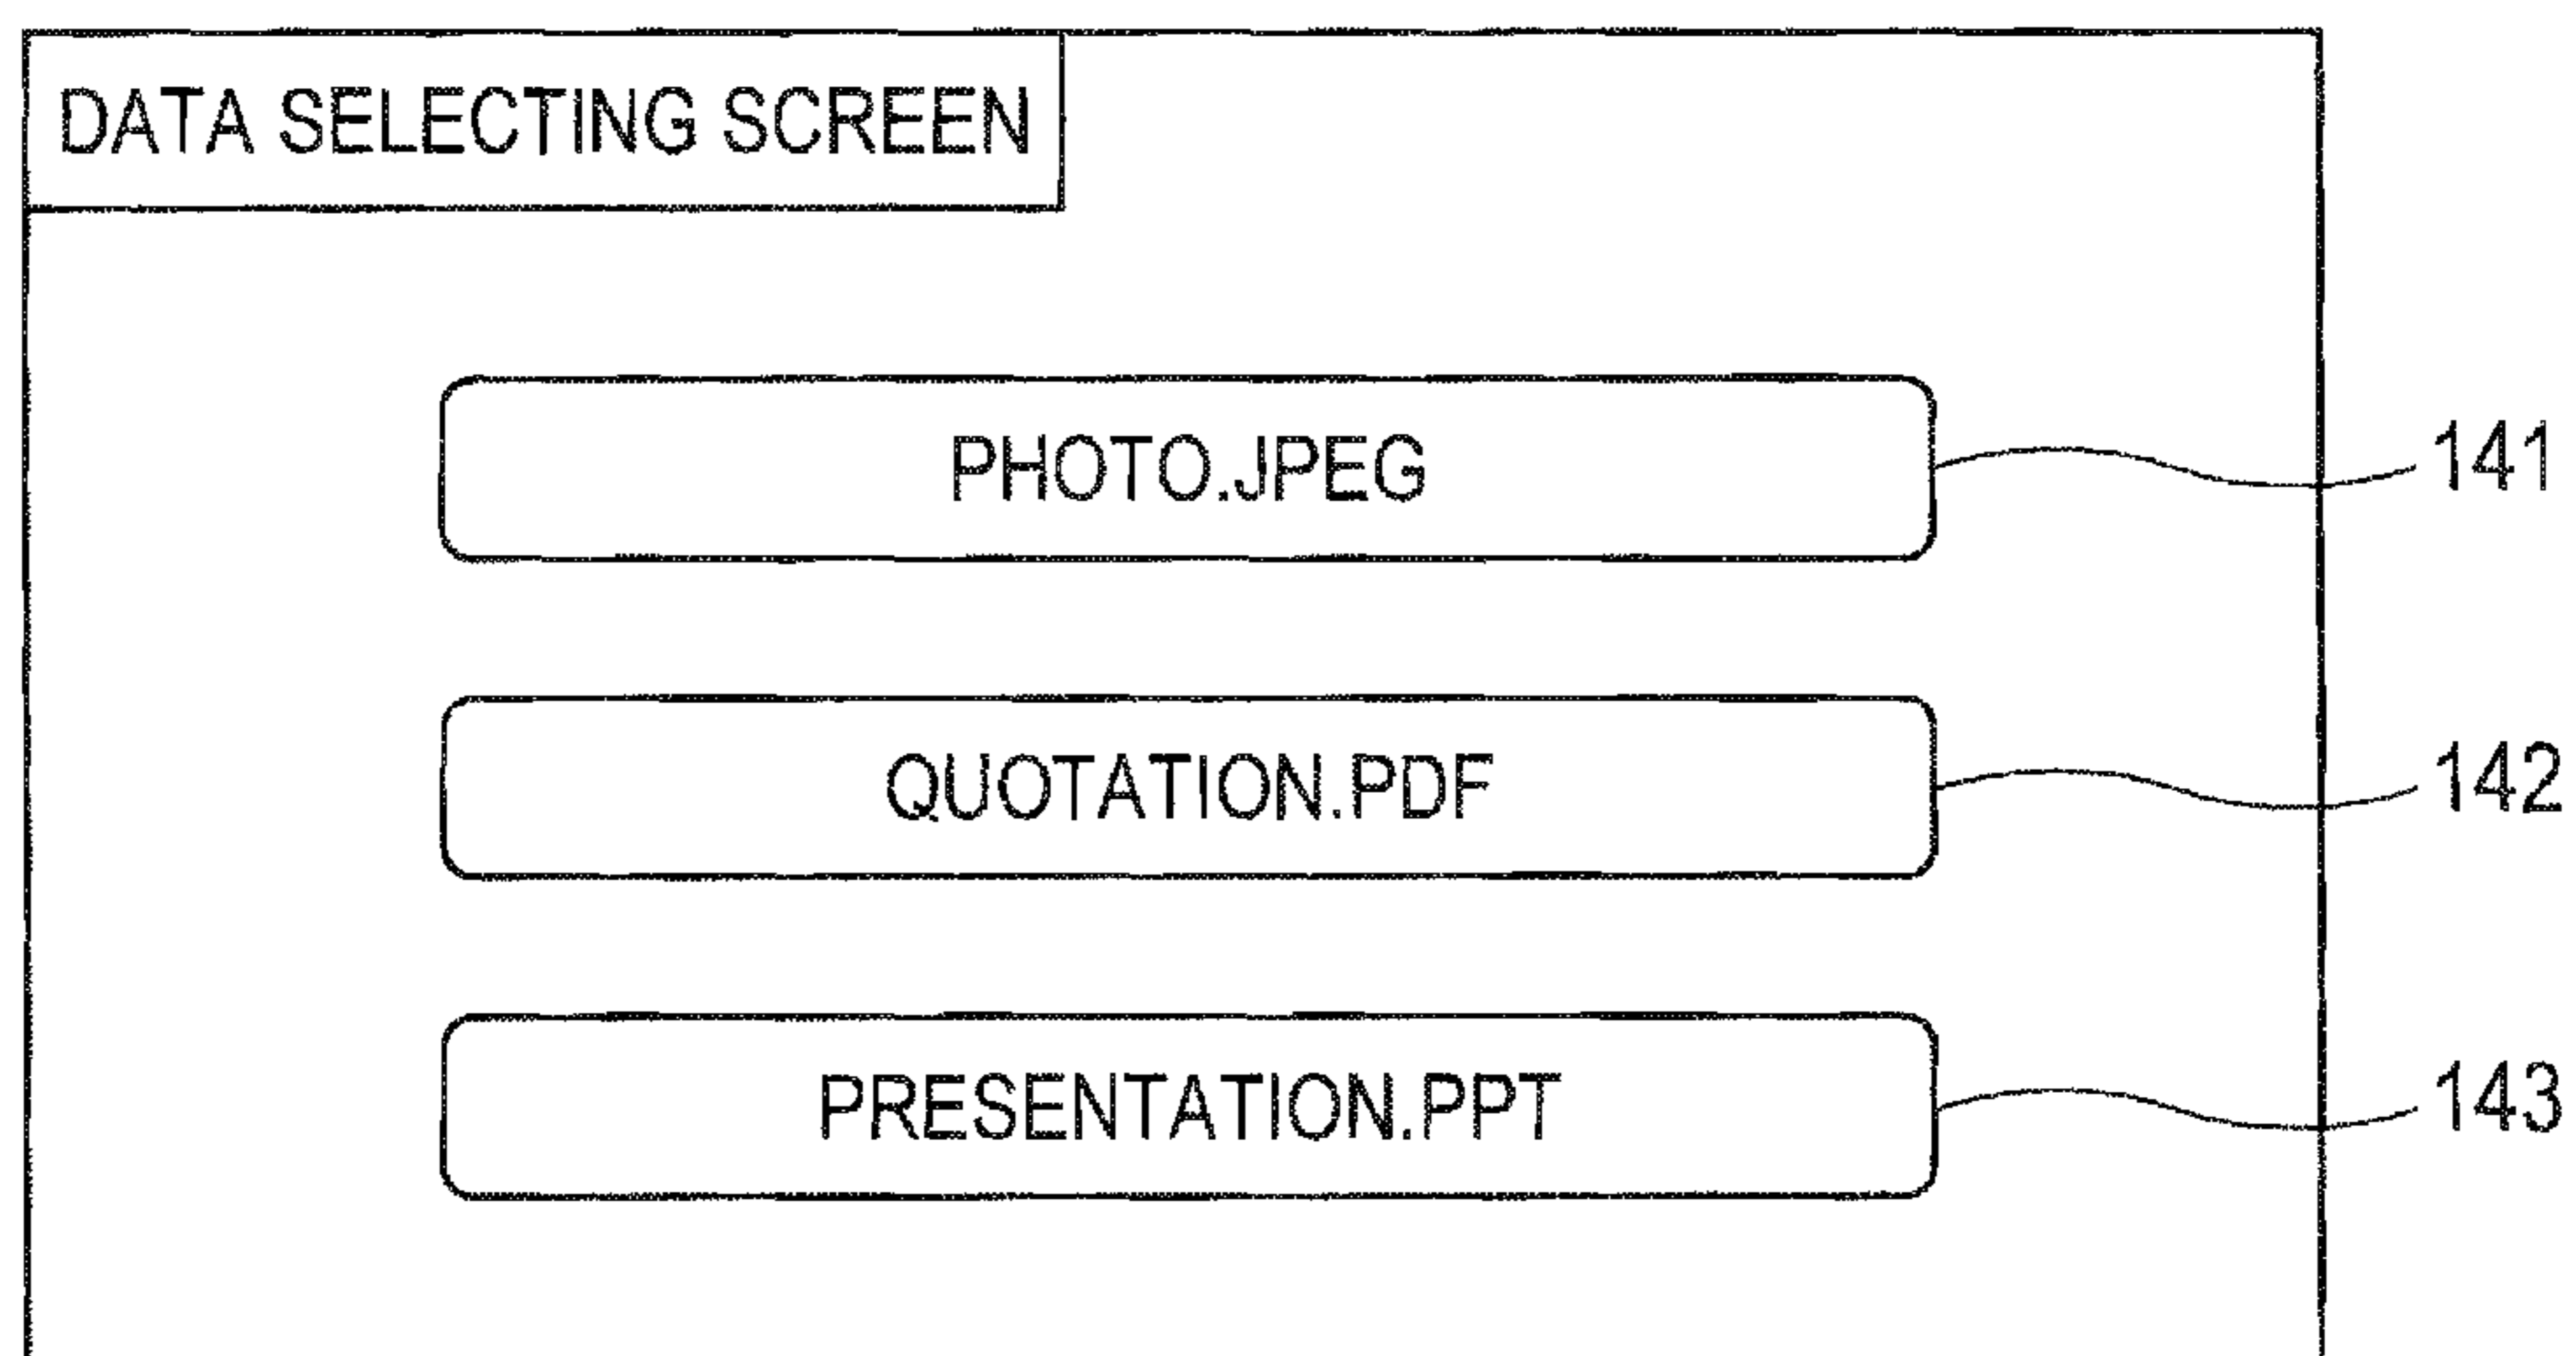 DATA SELECTING SCREEN
PHOTO.JPEG 141
QUOTATION.PDF 142
PRESENTATION.PPT 143